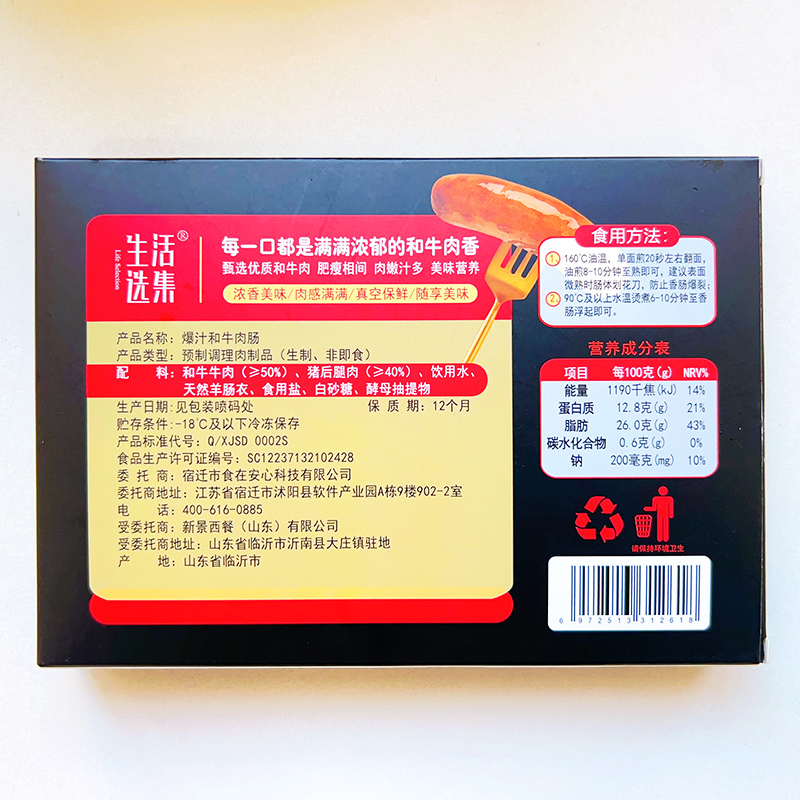 生活®
选集
Life Selection
每一口都是满满浓郁的和牛肉香
甄选优质和牛肉 肥瘦相间 肉嫩汁多 美味营养
浓香美味/肉感满满/真空保鲜/随享美味
产品名称: 爆汁和牛肉肠
产品类型: 预制调理肉制品(生制、非即食)
配 料: 和牛牛肉(≥50%)、猪后腿肉(≥40%)、饮用水、
天然羊肠衣、食用盐、白砂糖、酵母抽提物
生产日期:见包装喷码处 保 质 期: 12个月
贮存条件:-18℃及以下冷冻保存
产品标准代号: Q/XJSD 0002S
食品生产许可证编号: SC12237132102428
委 托 商: 宿迁市食在安心科技有限公司
委托商地址: 江苏省宿迁市沭阳县软件产业园A栋9楼902-2室
电 话: 400-616-0885
受委托商: 新景西餐(山东)有限公司
受委托商地址: 山东省临沂市沂南县大庄镇驻地
产 地: 山东省临沂市
食用方法:
1. 160℃油温, 单面煎20秒左右翻面,
油煎8-10分钟至熟即可, 建议表面
微熟时肠体划花刀, 防止香肠爆裂;
2. 90℃及以上水温烫煮6-10分钟至香
肠浮起即可。
营养成分表
项目 每100克(g) NRV%
能量 1190千焦(kJ) 14%
蛋白质 12.8克(g) 21%
脂肪 26.0克(g) 43%
碳水化合物 0.6克(g) 0%
钠 200毫克(mg) 10%
请保持环境卫生
6 972513 312618